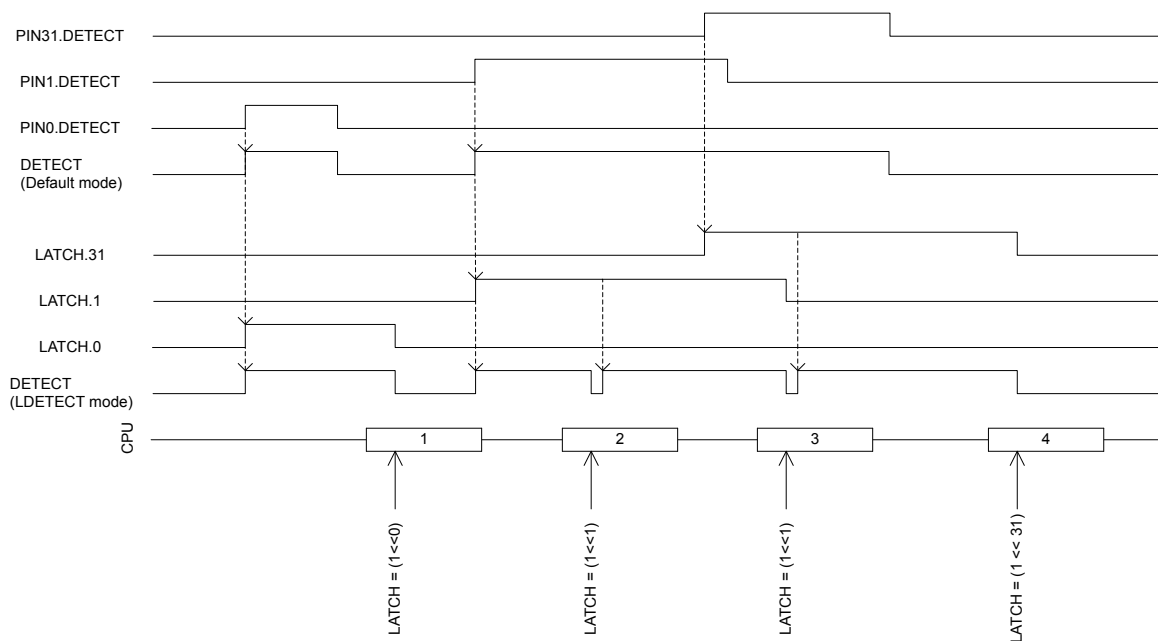 PIN31.DETECT
PIN1.DETECT
PIN0.DETECT
DETECT
(Default mode)
LATCH.31
LATCH.1
LATCH.0
DETECT
(LDETECT mode)
CPU
1
2
3
4
LATCH = (1<<0)
LATCH = (1<<1)
LATCH = (1<<1)
LATCH = (1 << 31)